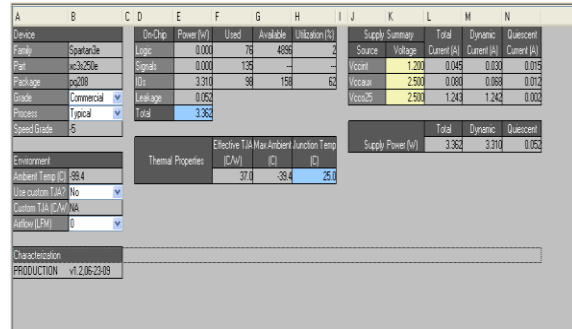 A B C D E F G H I J K L M N
Device On-Chip Power (W) Used Available Utilization (%) Supply Summary Total Dynamic Quiescent
Family Spartan3e Logic 0.000 76 4896 2 Source Voltage Current (A) Current (A) Current (A)
Part xc3s250e Signals 0.000 135 --- --- Vccint 1.200 0.045 0.030 0.015
Package pq208 IOs 3.310 98 158 62 Vccaux 2.500 0.080 0.068 0.012
Grade Commercial Leakage 0.052 Vcco25 2.500 1.243 1.242 0.002
Process Typical Total 3.362
Speed Grade -5 Total Dynamic Quiescent
Supply Power (W) 3.362 3.310 0.052
Effective TJA Max Ambient Junction Temp
Environment Thermal Properties (C/W) (C) (C)
Ambient Temp (C) -99.4 37.0 -39.4 25.0
Use custom TJA? No
Custom TJA (C/W) NA
Airflow (LFM) 0
Characterization
PRODUCTION v1.2,06-23-09